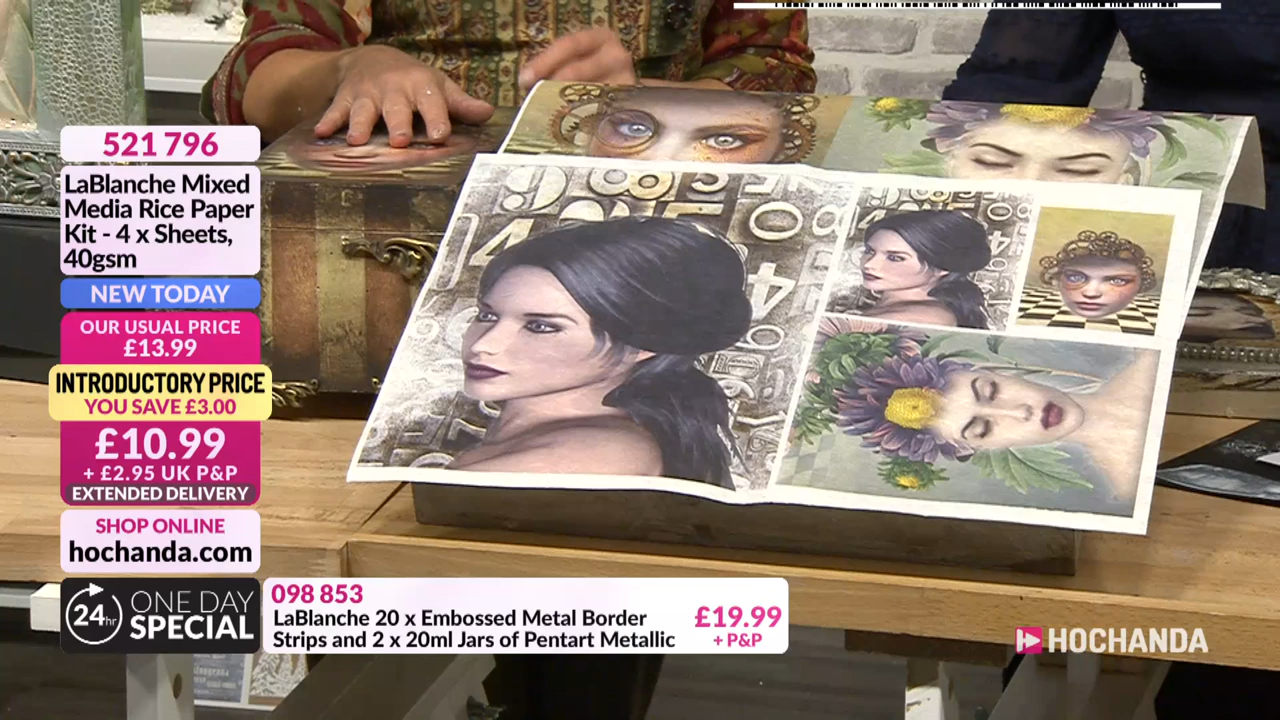 521 796
LaBlanche Mixed
Media Rice Paper
Kit - 4 x Sheets,
40gsm
NEW TODAY
OUR USUAL PRICE
£13.99
INTRODUCTORY PRICE
YOU SAVE £3.00
£10.99
+ £2.95 UK P&P
EXTENDED DELIVERY
SHOP ONLINE
hochanda.com
24hr
ONE DAY
SPECIAL
098 853
LaBlanche 20 x Embossed Metal Border
Strips and 2 x 20ml Jars of Pentart Metallic
£19.99
+ P&P
HOCHANDA